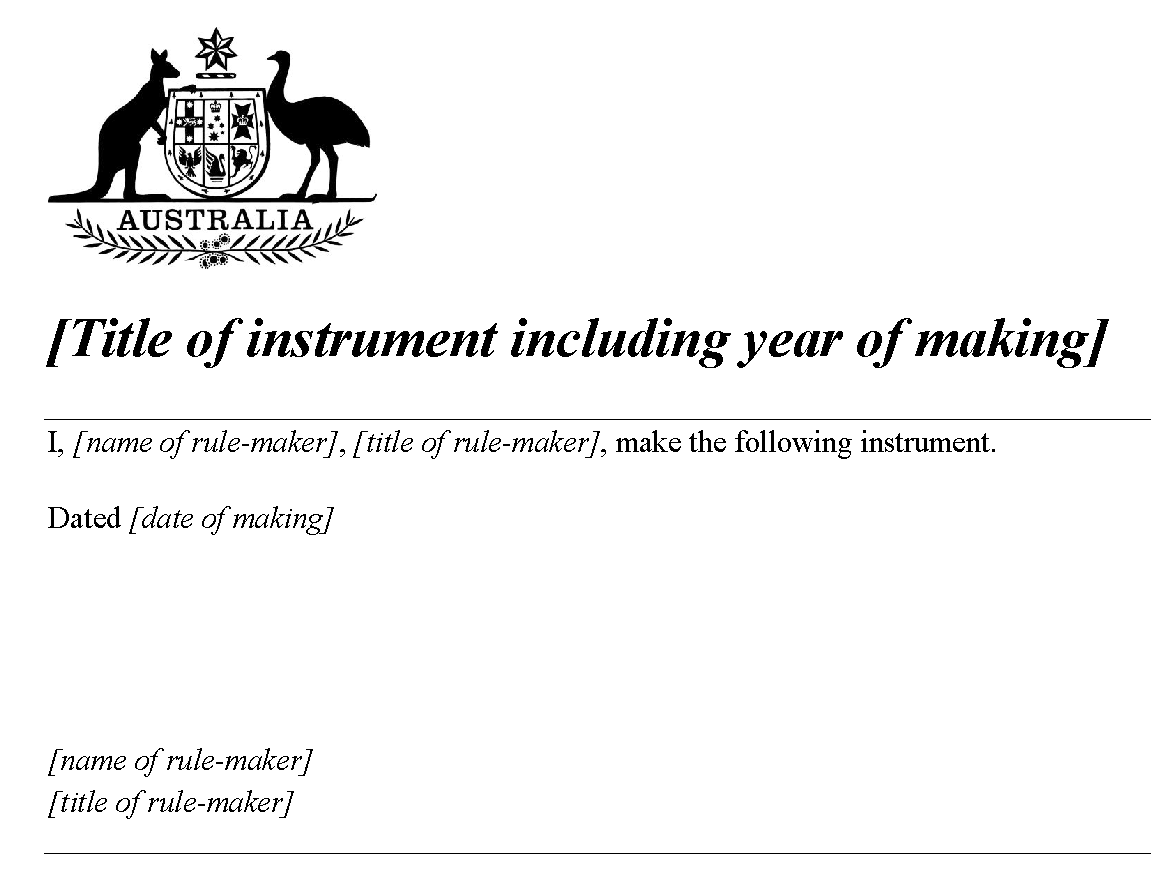 AUSTRALIA
[Title of instrument including year of making]
I, [name of rule-maker], [title of rule-maker], make the following instrument.
Dated [date of making]
[name of rule-maker]
[title of rule-maker]